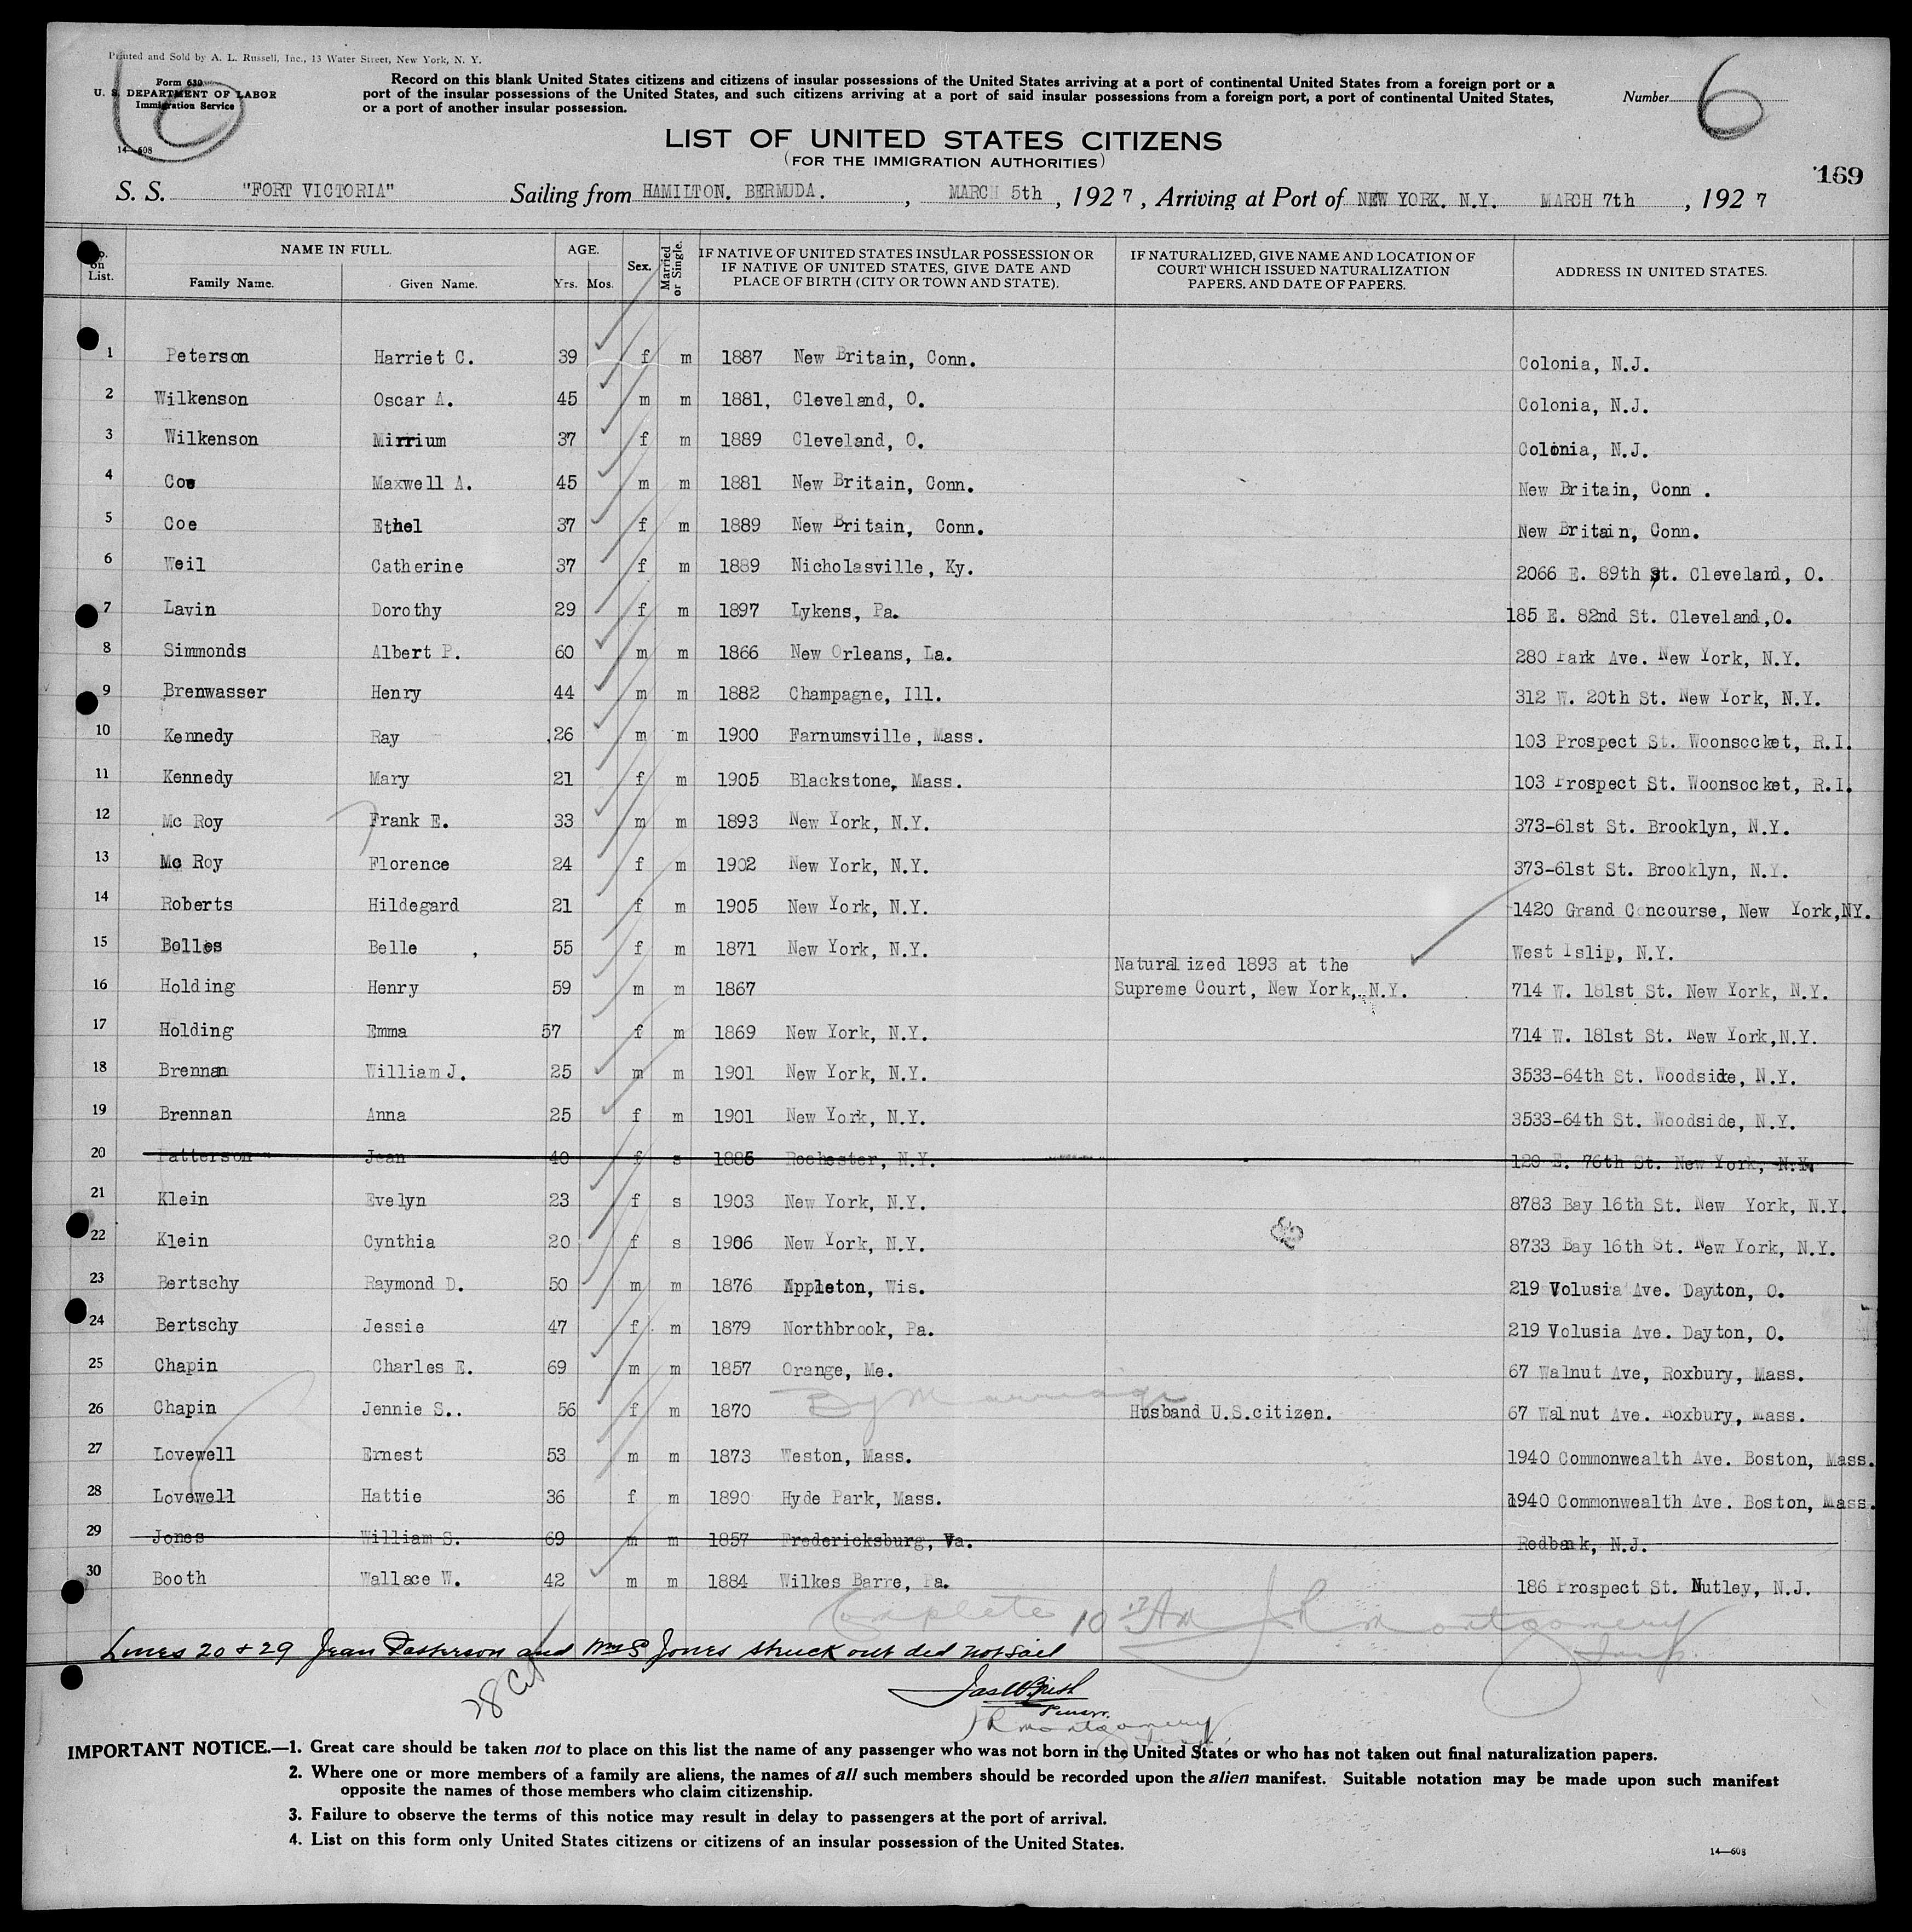 Printed and Sold by A. L. Russell, Inc., 13 Water Street, New York, N. Y.
Form 630
U. S. DEPARTMENT OF LABOR
Immigration Service
14—608
6
Record on this blank United States citizens and citizens of insular possessions of the United States arriving at a port of continental United States from a foreign port or a
port of the insular possessions of the United States, and such citizens arriving at a port of said insular possessions from a foreign port, a port of continental United States,
or a port of another insular possession.
Number 6
LIST OF UNITED STATES CITIZENS
(FOR THE IMMIGRATION AUTHORITIES)
169
S. S. "FORT VICTORIA" Sailing from HAMILTON. BERMUDA. , MARCH 5th , 1927 , Arriving at Port of NEW YORK. N.Y. MARCH 7th , 1927
No. on List. NAME IN FULL. Family Name. Given Name. AGE. Yrs. Mos. Sex. Married or Single. IF NATIVE OF UNITED STATES INSULAR POSSESSION OR IF NATIVE OF UNITED STATES, GIVE DATE AND PLACE OF BIRTH (CITY OR TOWN AND STATE). IF NATURALIZED, GIVE NAME AND LOCATION OF COURT WHICH ISSUED NATURALIZATION PAPERS, AND DATE OF PAPERS. ADDRESS IN UNITED STATES.
1 Peterson Harriet C. 39 f m 1887 New Britain, Conn. Colonia, N.J.
2 Wilkenson Oscar A. 45 m m 1881, Cleveland, O. Colonia, N.J.
3 Wilkenson Mirrium 37 f m 1889 Cleveland, O. Colonia, N.J.
4 Coe Maxwell A. 45 m m 1881 New Britain, Conn. New Britain, Conn .
5 Coe Ethel 37 f m 1889 New Britain, Conn. New Britain, Conn.
6 Weil Catherine 37 f m 1889 Nicholasville, Ky. 2066 E. 89th St. Cleveland, O.
7 Lavin Dorothy 29 f m 1897 Lykens, Pa. 185 E. 82nd St. Cleveland,O.
8 Simmonds Albert P. 60 m m 1866 New Orleans, La. 280 Park Ave. New York, N.Y.
9 Brenwasser Henry 44 m m 1882 Champagne, Ill. 312 W. 20th St. New York, N.Y.
10 Kennedy Ray 26 m m 1900 Farnumsville, Mass. 103 Prospect St. Woonsocket, R.I.
11 Kennedy Mary 21 f m 1905 Blackstone, Mass. 103 Prospect St. Woonsocket, R.I.
12 Mc Roy Frank E. 33 m m 1893 New York, N.Y. 373-61st St. Brooklyn, N.Y.
13 Mc Roy Florence 24 f m 1902 New York, N.Y. 373-61st St. Brooklyn, N.Y.
14 Roberts Hildegard 21 f m 1905 New York, N.Y. 1420 Grand Concourse, New York,NY.
15 Bolles Belle , 55 f m 1871 New York, N.Y. West Islip, N.Y.
Naturalized 1893 at the
16 Holding Henry 59 m m 1867 Supreme Court, New York, N.Y. 714 W. 181st St. New York, N.Y.
17 Holding Emma 57 f m 1869 New York, N.Y. 714 W. 181st St. New York,N.Y.
18 Brennan William J. 25 m m 1901 New York, N.Y. 3533-64th St. Woodside, N.Y.
19 Brennan Anna 25 f m 1901 New York, N.Y. 3533-64th St. Woodside, N.Y.
20 Patterson Jean 40 f s 1886 Rochester, N.Y. 120 E. 76th St. New York, N.Y.
21 Klein Evelyn 23 f s 1903 New York, N.Y. 8783 Bay 16th St. New York, N.Y.
22 Klein Cynthia 20 f s 1906 New York, N.Y. 8733 Bay 16th St. New York, N.Y.
23 Bertschy Raymond D. 50 m m 1876 Appleton, Wis. 219 Volusia Ave. Dayton, O.
24 Bertschy Jessie 47 f m 1879 Northbrook, Pa. 219 Volusia Ave. Dayton, O.
25 Chapin Charles E. 69 m m 1857 Orange, Me. 67 Walnut Ave, Roxbury, Mass.
By Marriage
26 Chapin Jennie S.. 56 f m 1870 Husband U.S.citizen. 67 Walnut Ave. Roxbury, Mass.
27 Lovewell Ernest 53 m m 1873 Weston, Mass. 1940 Commonwealth Ave. Boston, Mass.
28 Lovewell Hattie 36 f m 1890 Hyde Park, Mass. 1940 Commonwealth Ave. Boston, Mass.
29 Jones William S. 69 m m 1857 Fredericksburg, Va. Redbank, N.J.
30 Booth Wallace W. 42 m m 1884 Wilkes Barre, Pa. 186 Prospect St. Nutley, N.J.
Complete 10 AM J R Montgomery
Insp.
Lines 20 & 29 Jean Patterson and Wm S Jones struck out did not sail
28
Purser.
J R Montgomery
IMPORTANT NOTICE.—1. Great care should be taken not to place on this list the name of any passenger who was not born in the United States or who has not taken out final naturalization papers.
2. Where one or more members of a family are aliens, the names of all such members should be recorded upon the alien manifest. Suitable notation may be made upon such manifest
opposite the names of those members who claim citizenship.
3. Failure to observe the terms of this notice may result in delay to passengers at the port of arrival.
4. List on this form only United States citizens or citizens of an insular possession of the United States.
14—608